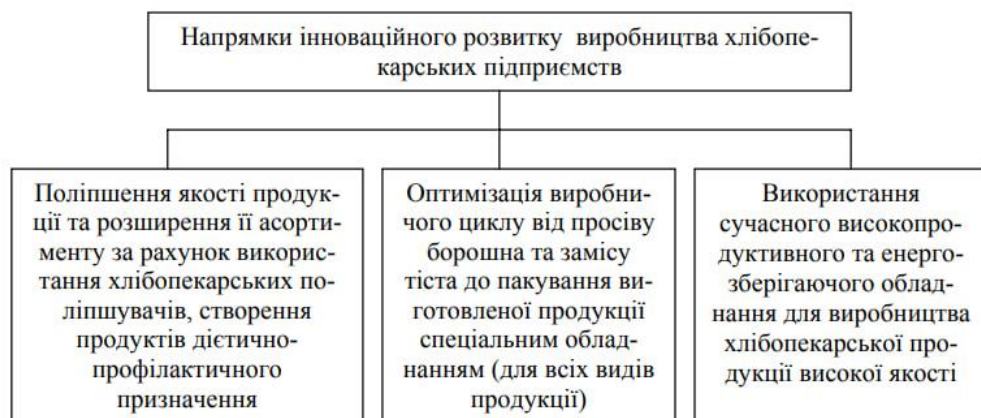 Напрямки інноваційного розвитку виробництва хлібопе-
карських підприємств
Поліпшення якості продук-
ції та розширення її асорти-
менту за рахунок викорис-
тання хлібопекарських по-
ліпшувачів, створення
продуктів дієтично-
профілактичного
призначення
Оптимізація виробни-
чого циклу від просіву
борошна та замісу
тіста до пакування ви-
готовленої продукції
спеціальним облад-
нанням (для всіх видів
продукції)
Використання
сучасного високопро-
дуктивного та енерго-
зберігаючого облад-
нання для виробництва
хлібопекарської про-
дукції високої якості